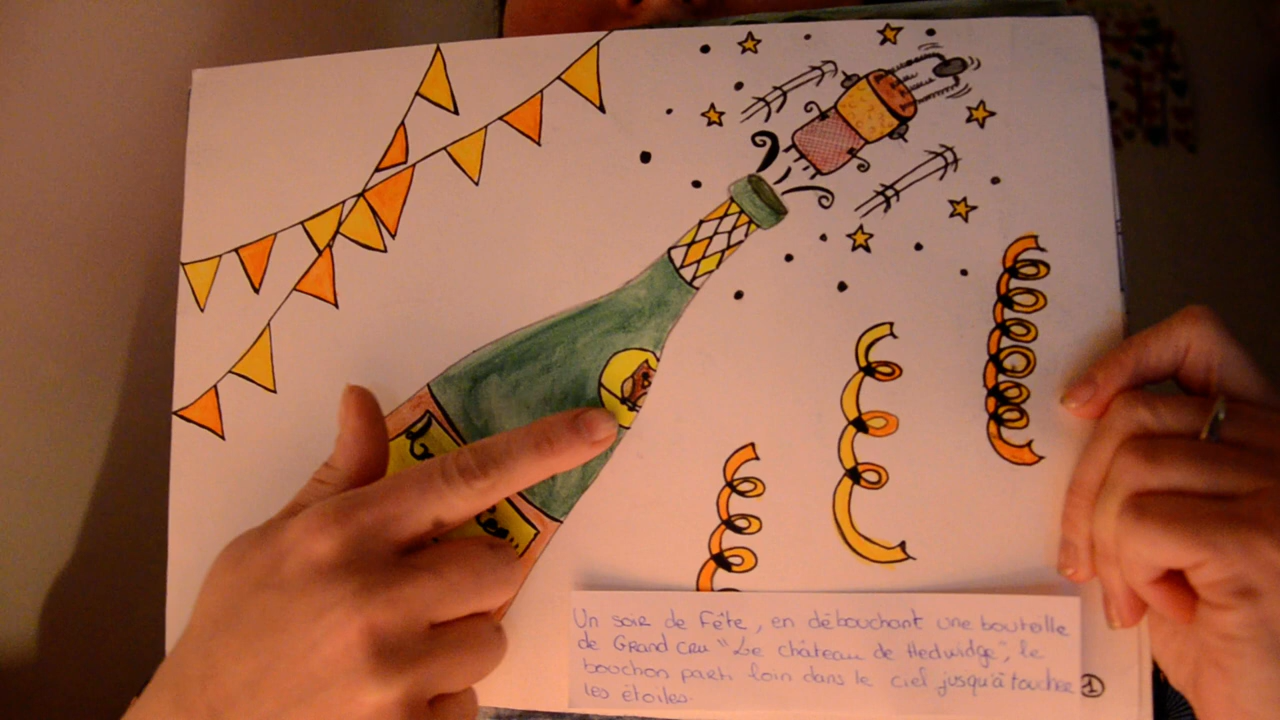 Un soir de Fête, en débouchant une bouteille
de Grand cru "Le château de Hedwidge", le
bouchon parti loin dans le ciel jusqu'à toucher
les étoiles.
1